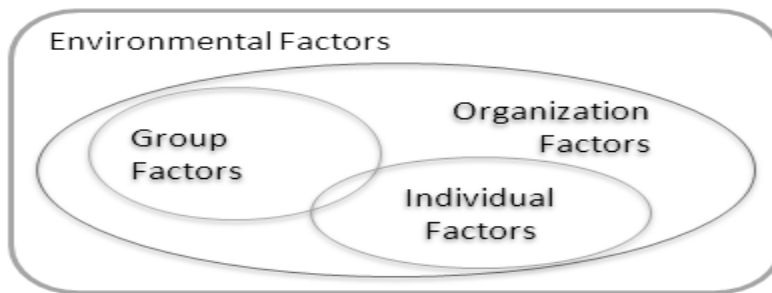 Environmental Factors
Organization
Factors
Group
Factors
Individual
Factors